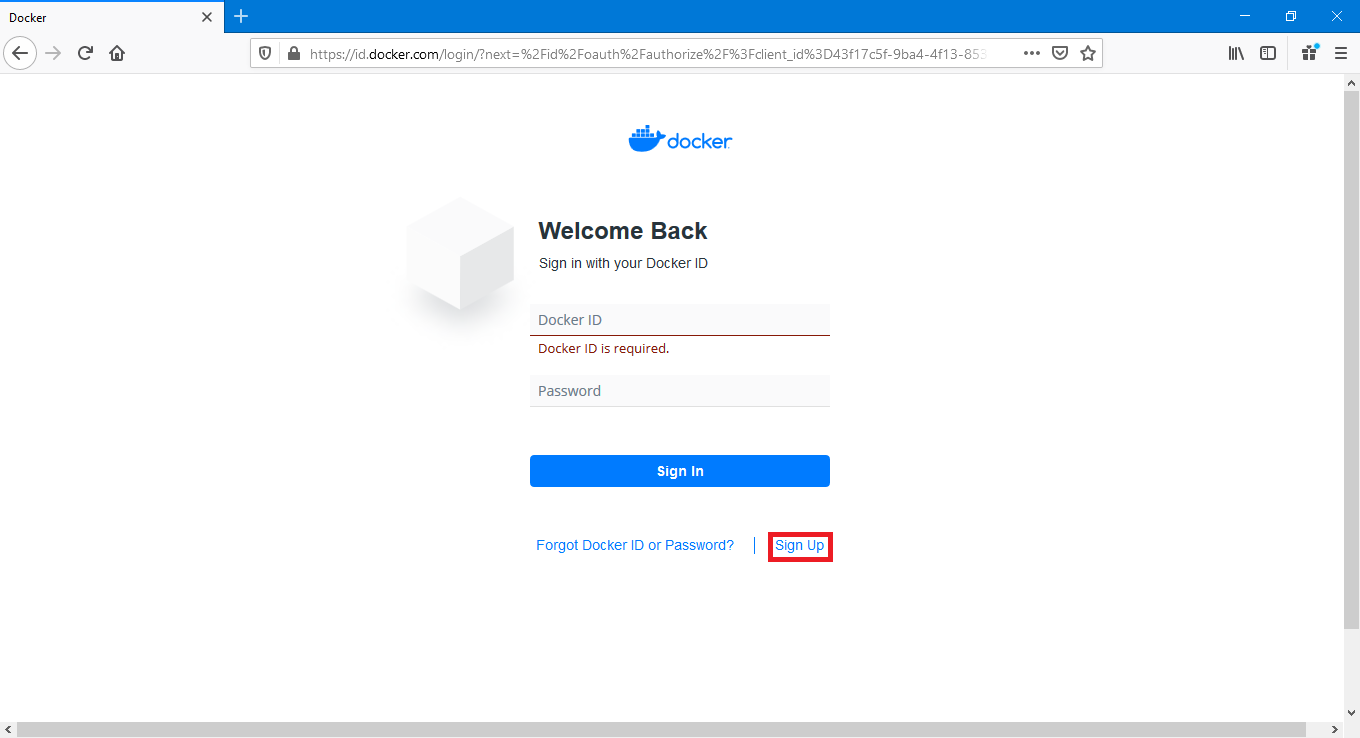 Docker
https://id.docker.com/login/?next=%2Fid%2Foauth%2Fauthorize%2F%3Fclient_id%3D43f17c5f-9ba4-4f13-853
docker
Welcome Back
Sign in with your Docker ID
Docker ID
Docker ID is required.
Password
Sign In
Forgot Docker ID or Password? | Sign Up